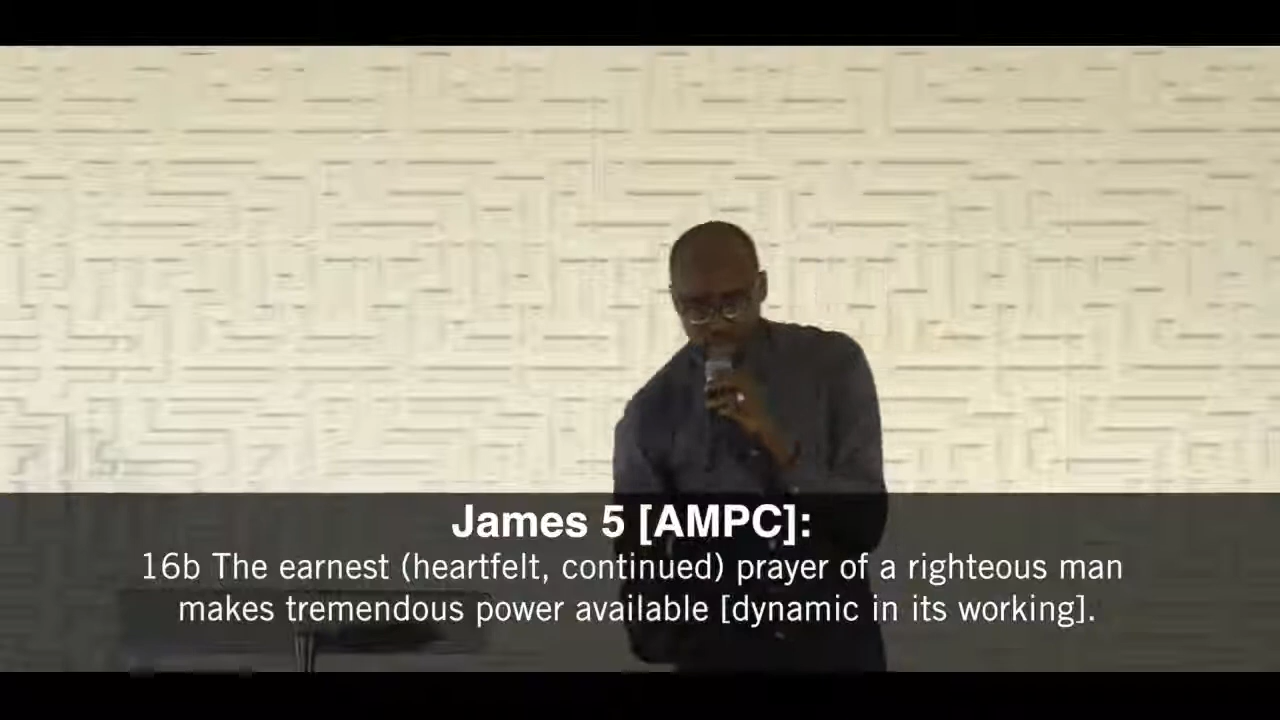 James 5 [AMPC]:
16b The earnest (heartfelt, continued) prayer of a righteous man
makes tremendous power available [dynamic in its working].